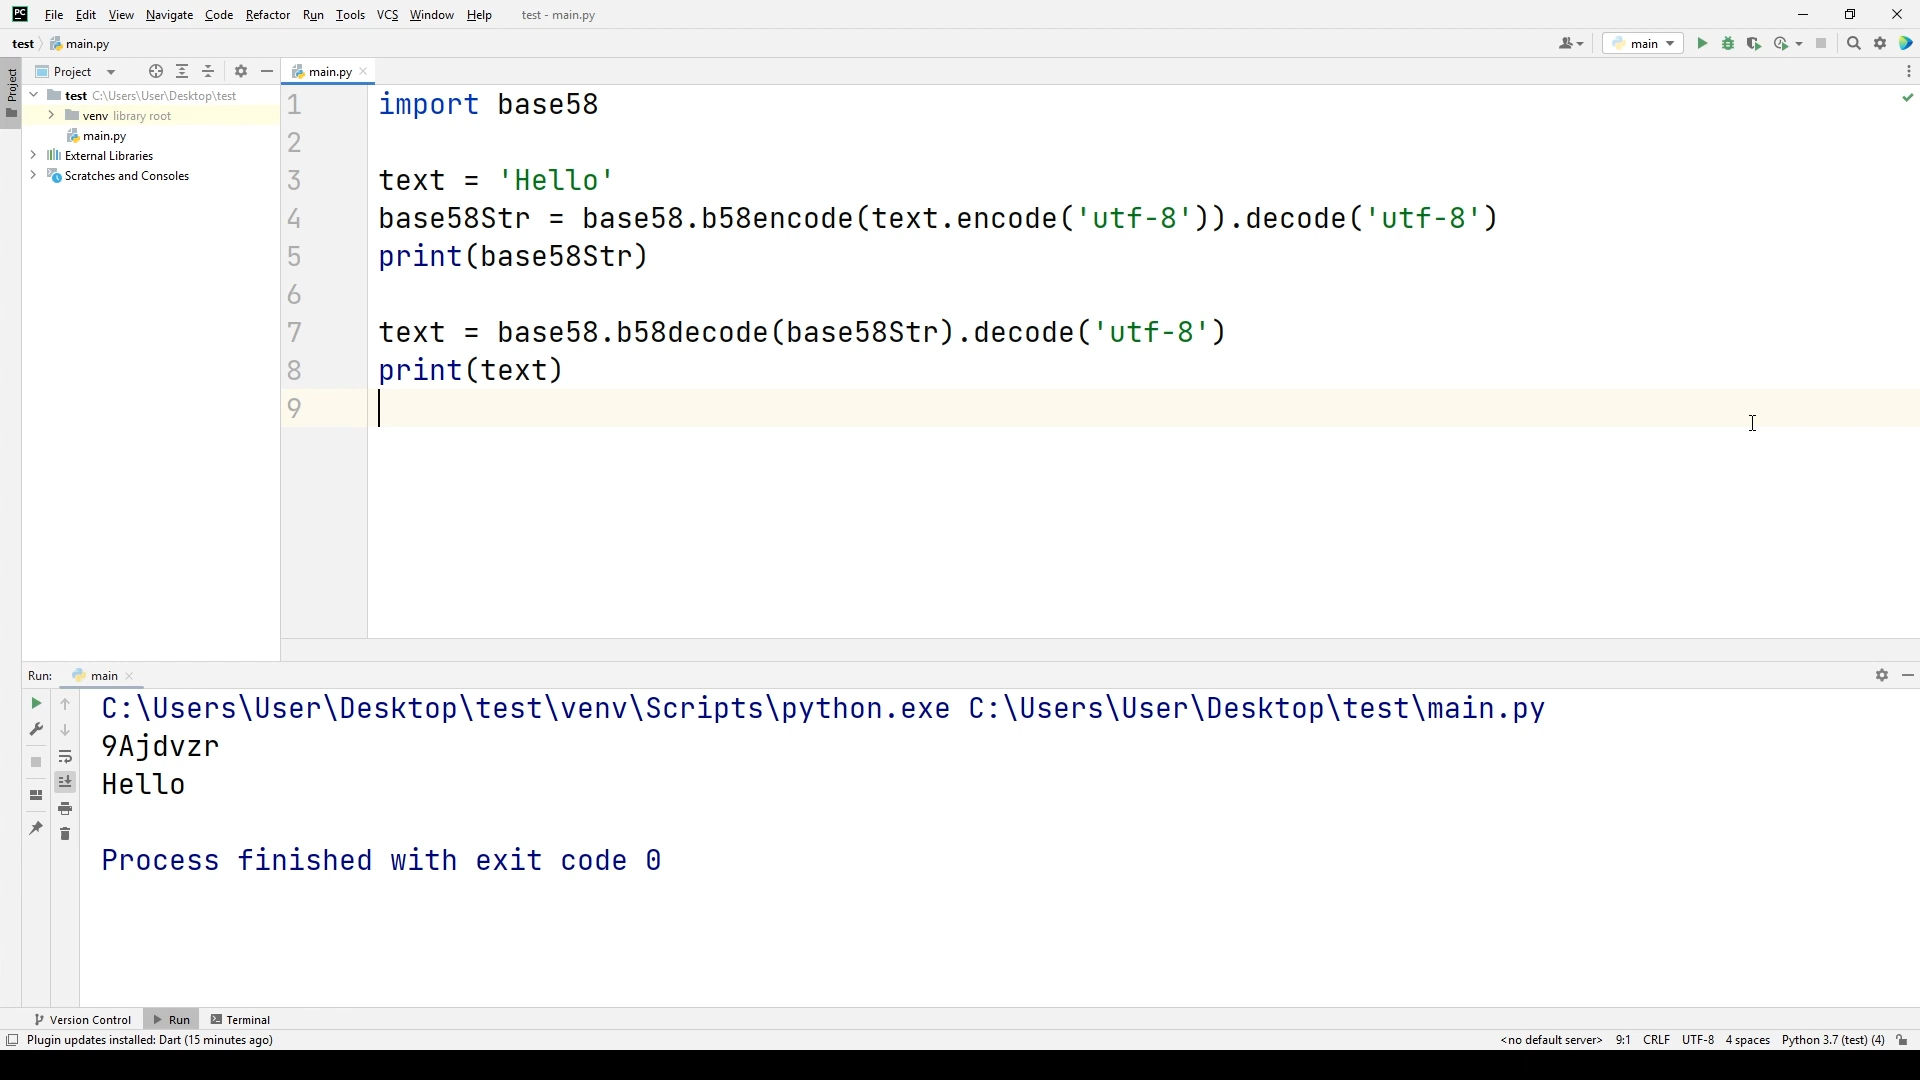 PC File Edit View Navigate Code Refactor Run Tools VCS Window Help test - main.py
test main.py main
Project main.py
Project
test C:\Users\User\Desktop\test
venv library root
main.py
External Libraries
Scratches and Consoles
1 import base58
2
3 text = 'Hello'
4 base58Str = base58.b58encode(text.encode('utf-8')).decode('utf-8')
5 print(base58Str)
6
7 text = base58.b58decode(base58Str).decode('utf-8')
8 print(text)
9
Run: main
C:\Users\User\Desktop\test\venv\Scripts\python.exe C:\Users\User\Desktop\test\main.py
9Ajdvzr
Hello
Process finished with exit code 0
Version Control Run Terminal
Plugin updates installed: Dart (15 minutes ago) <no default server> 9:1 CRLF UTF-8 4 spaces Python 3.7 (test) (4)